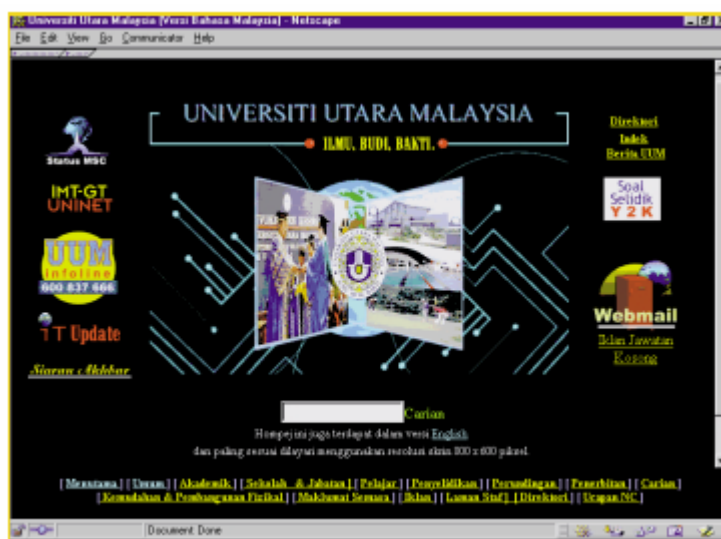 Universiti Utara Malaysia (Versi Bahasa Malaysia) - Netscape
File Edit View Go Communicator Help
UNIVERSITI UTARA MALAYSIA
ILMU, BUDI, BAKTI.
Status MSC
IMT-GT
UNINET
UUM
infoline
600 837 666
iT Update
Siaran Akhbar
Direktori
Indek
Berita UUM
Soal
Selidik
Y 2 K
Webmail
Iklan Jawatan
Kosong
Carian
Hompej ini juga terdapat dalam versi English
dan paling sesuai dilayari menggunakan resolusi skrin 800 x 600 piksel.
[ Menutama ] [ Umum ] [ Akademik ] [ Sekolah & Jabatan ] [ Pelajar ] [ Penyelidikan ] [ Perundingan ] [ Penerbitan ] [ Carian ]
[ Kemudahan & Pembangunan Fizikal ] [ Maklumat Semasa ] [ Iklan ] [ Laman Staf ] [ Direktori ] [ Ucapan NC ]
Document: Done